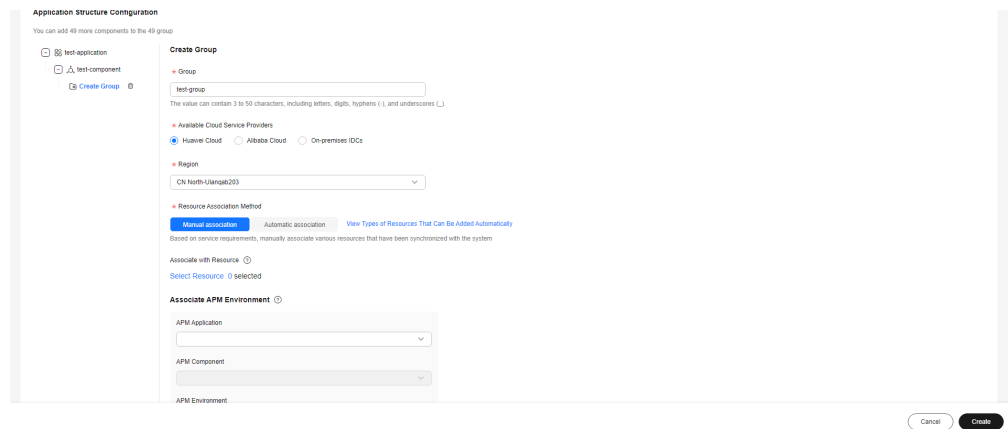 Application Structure Configuration
You can add 49 more components to the 49 group
test-application
test-component
Create Group
Create Group
* Group
test-group
The value can contain 3 to 50 characters, including letters, digits, hyphens (-), and underscores (_).
* Available Cloud Service Providers
Huawei Cloud Alibaba Cloud On-premises IDCs
* Region
CN North-Ulanqab203
* Resource Association Method
Manual association Automatic association View Types of Resources That Can Be Added Automatically
Based on service requirements, manually associate various resources that have been synchronized with the system
Associate with Resource ?
Select Resource 0 selected
Associate APM Environment ?
APM Application
APM Component
APM Environment
Cancel Create